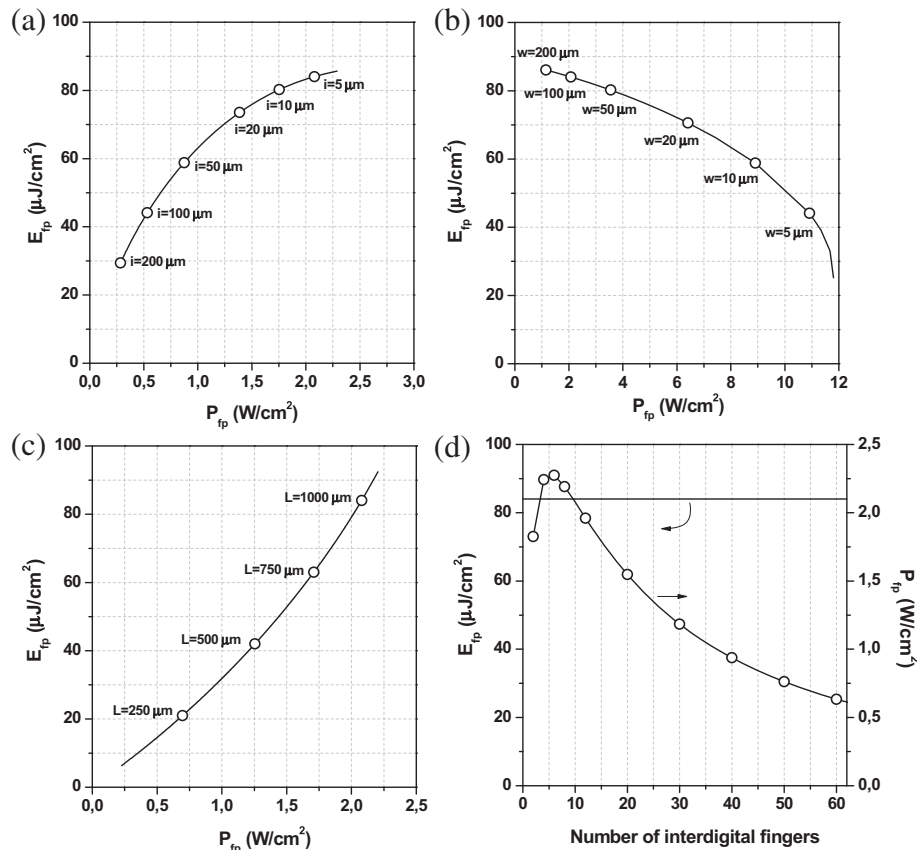 (a)
100
80
60
40
20
0
E_fp (μJ/cm²)
i=5 μm
i=10 μm
i=20 μm
i=50 μm
i=100 μm
i=200 μm
0,0 0,5 1,0 1,5 2,0 2,5 3,0
P_fp (W/cm²)
(b)
100
80
60
40
20
0
E_fp (μJ/cm²)
w=200 μm
w=100 μm
w=50 μm
w=20 μm
w=10 μm
w=5 μm
0 2 4 6 8 10 12
P_fp (W/cm²)
(c)
100
80
60
40
20
0
E_fp (μJ/cm²)
L=1000 μm
L=750 μm
L=500 μm
L=250 μm
0,0 0,5 1,0 1,5 2,0 2,5
P_fp (W/cm²)
(d)
100
80
60
40
20
0
E_fp (μJ/cm²)
2,5
2,0
1,5
1,0
0,5
0,0
P_fp (W/cm²)
0 10 20 30 40 50 60
Number of interdigital fingers